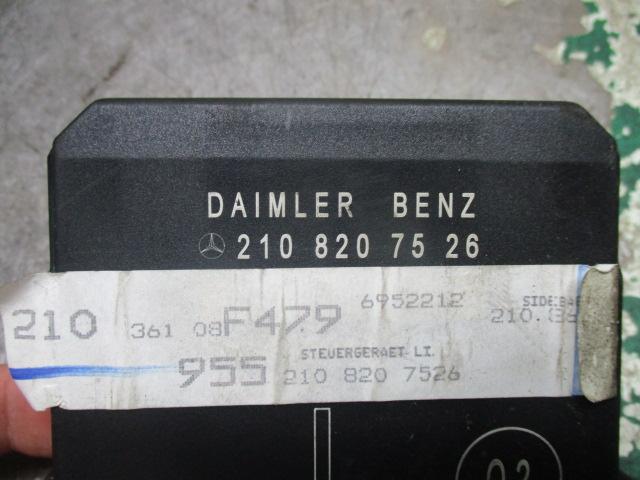 DAIMLER BENZ
210 820 75 26
210 361 08 F479 6952212
955 STEUERGERAET LI.
210 820 7526